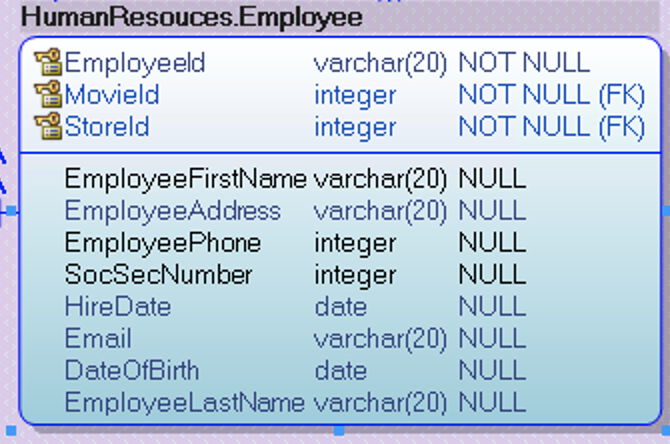 HumanResouces.Employee
EmployeeId varchar(20) NOT NULL
MovieId integer NOT NULL (FK)
StoreId integer NOT NULL (FK)
EmployeeFirstName varchar(20) NULL
EmployeeAddress varchar(20) NULL
EmployeePhone integer NULL
SocSecNumber integer NULL
HireDate date NULL
Email varchar(20) NULL
DateOfBirth date NULL
EmployeeLastName varchar(20) NULL